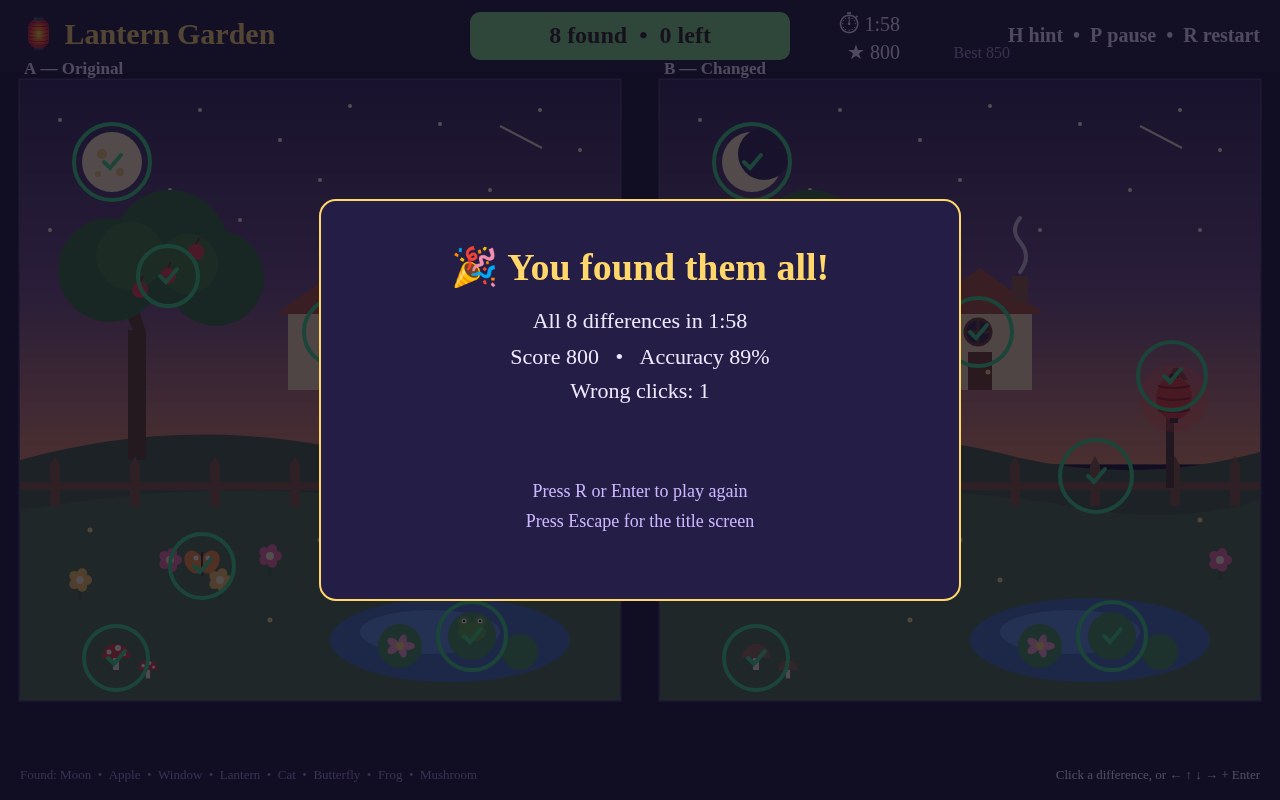 Lantern Garden
8 found • 0 left
1:58
★ 800
Best 850
H hint • P pause • R restart
A — Original
B — Changed
You found them all!
All 8 differences in 1:58
Score 800 • Accuracy 89%
Wrong clicks: 1
Press R or Enter to play again
Press Escape for the title screen
Found: Moon • Apple • Window • Lantern • Cat • Butterfly • Frog • Mushroom
Click a difference, or ← ↑ ↓ → + Enter